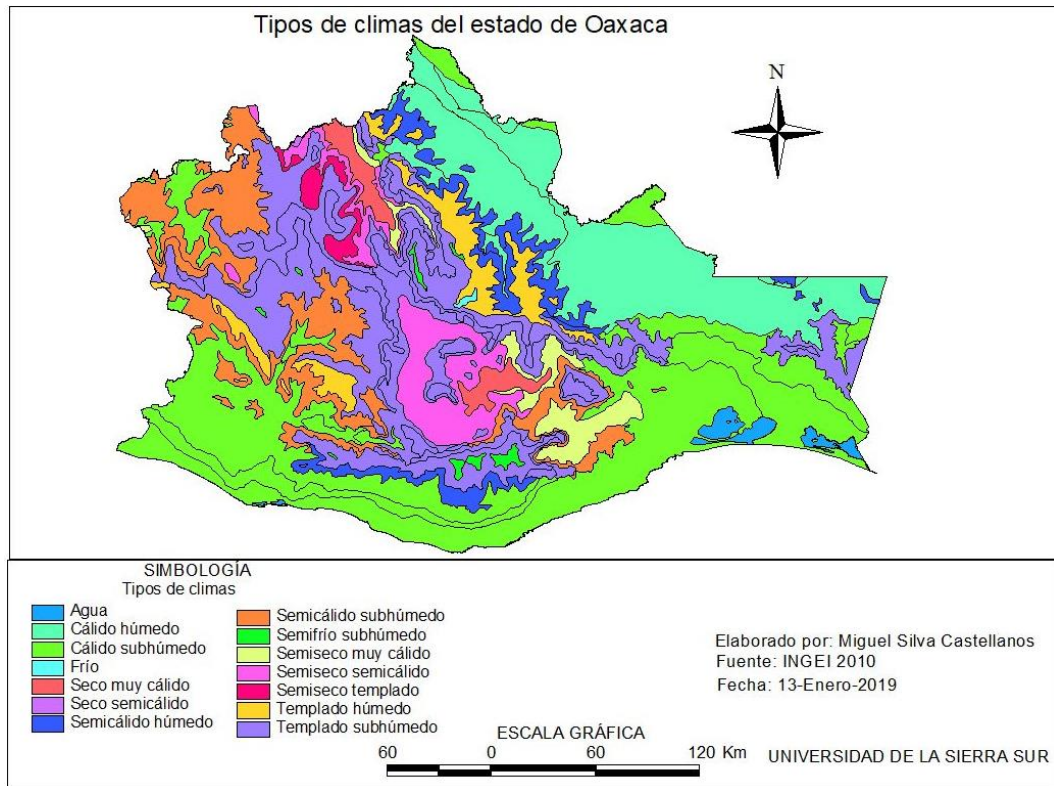 Tipos de climas del estado de Oaxaca
N
SIMBOLOGÍA
Tipos de climas
Agua
Cálido húmedo
Cálido subhúmedo
Frío
Seco muy cálido
Seco semicálido
Semicálido húmedo
Semicálido subhúmedo
Semifrío subhúmedo
Semiseco muy cálido
Semiseco semicálido
Semiseco templado
Templado húmedo
Templado subhúmedo
Elaborado por: Miguel Silva Castellanos
Fuente: INGEI 2010
Fecha: 13-Enero-2019
ESCALA GRÁFICA
60 0 60 120 Km
UNIVERSIDAD DE LA SIERRA SUR